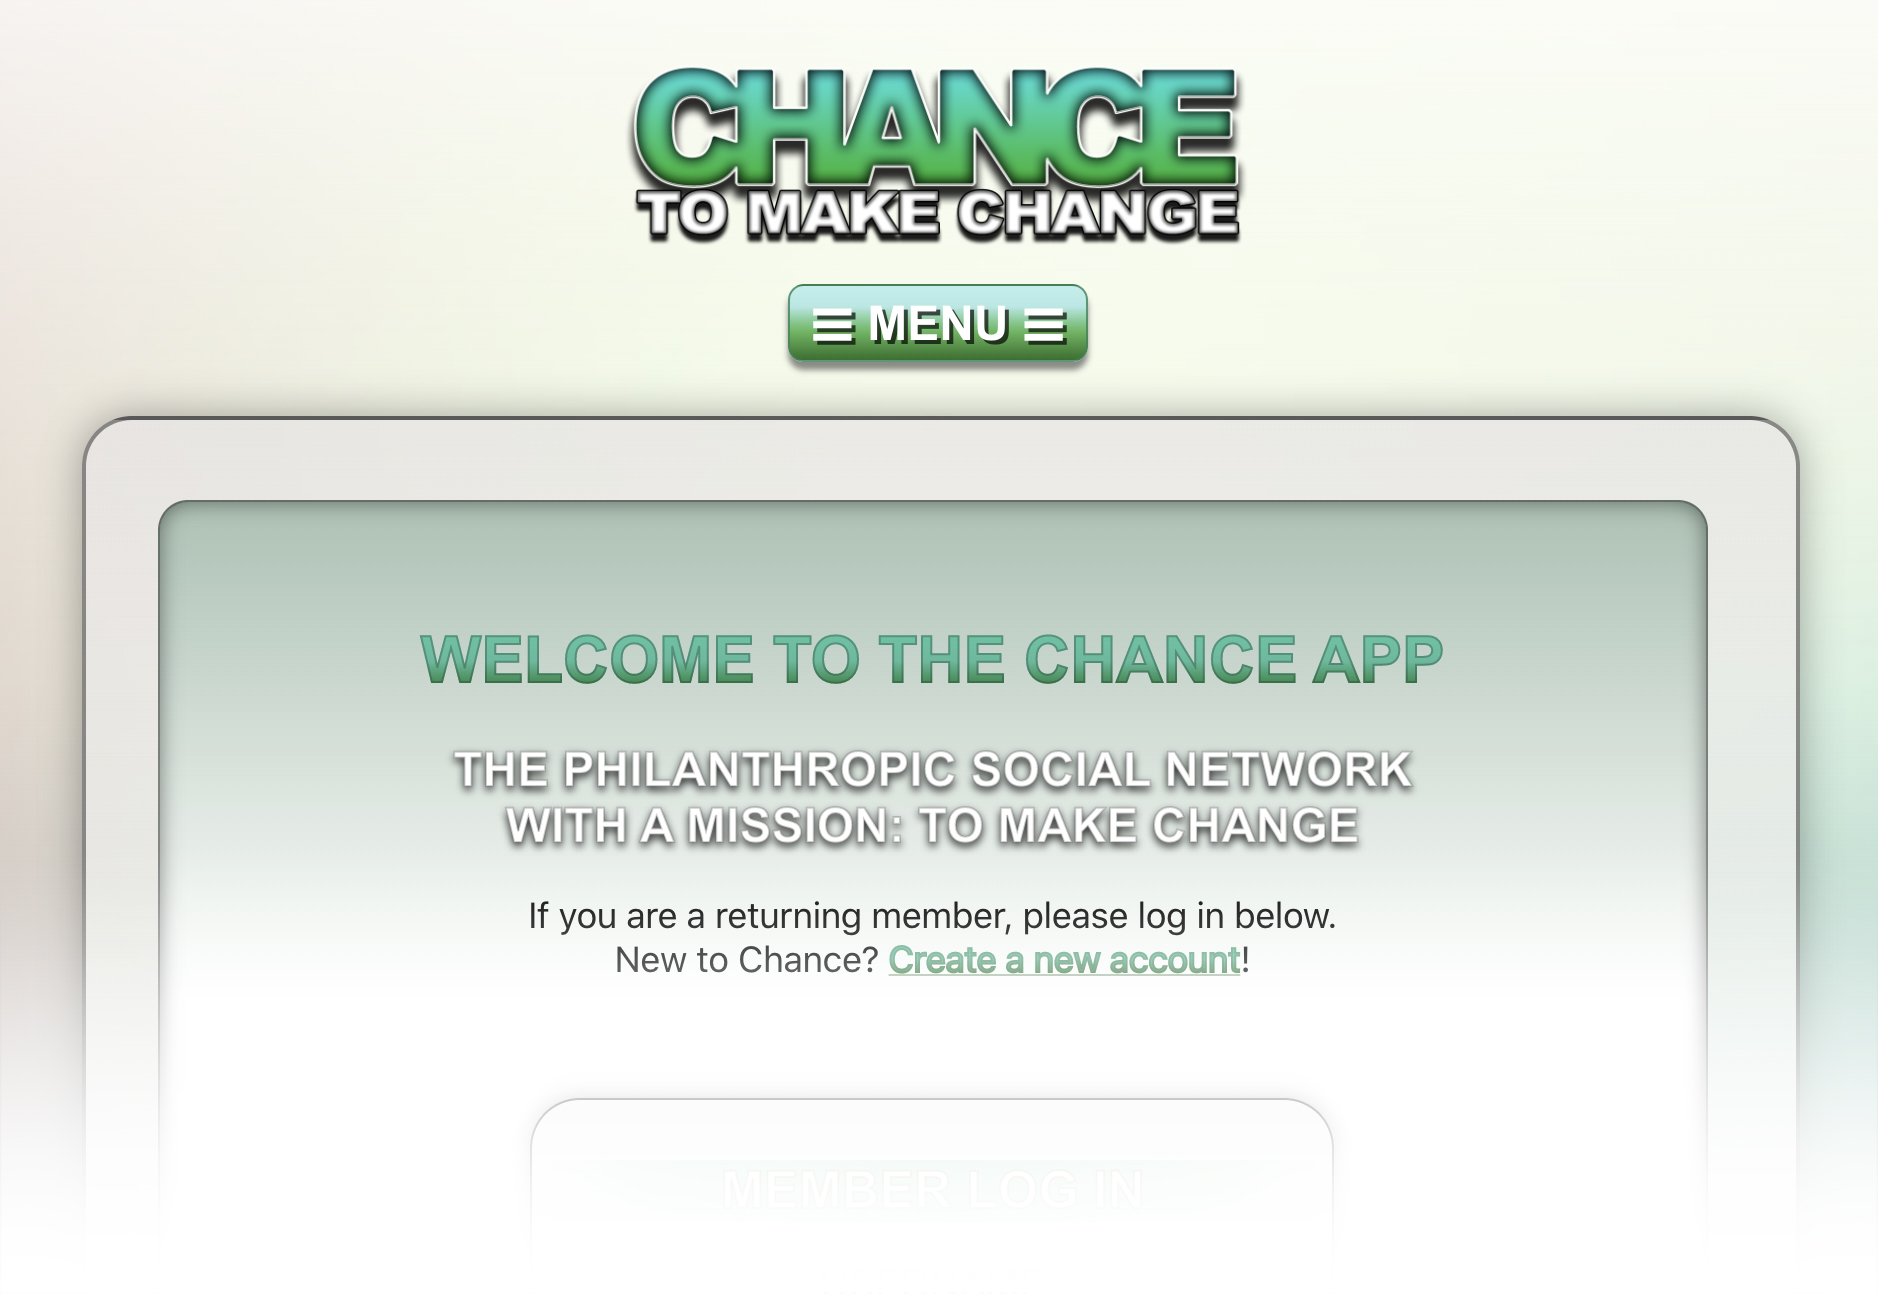 CHANCE
TO MAKE CHANGE
MENU
WELCOME TO THE CHANCE APP
THE PHILANTHROPIC SOCIAL NETWORK
WITH A MISSION: TO MAKE CHANGE
If you are a returning member, please log in below.
New to Chance? Create a new account!
MEMBER LOG IN